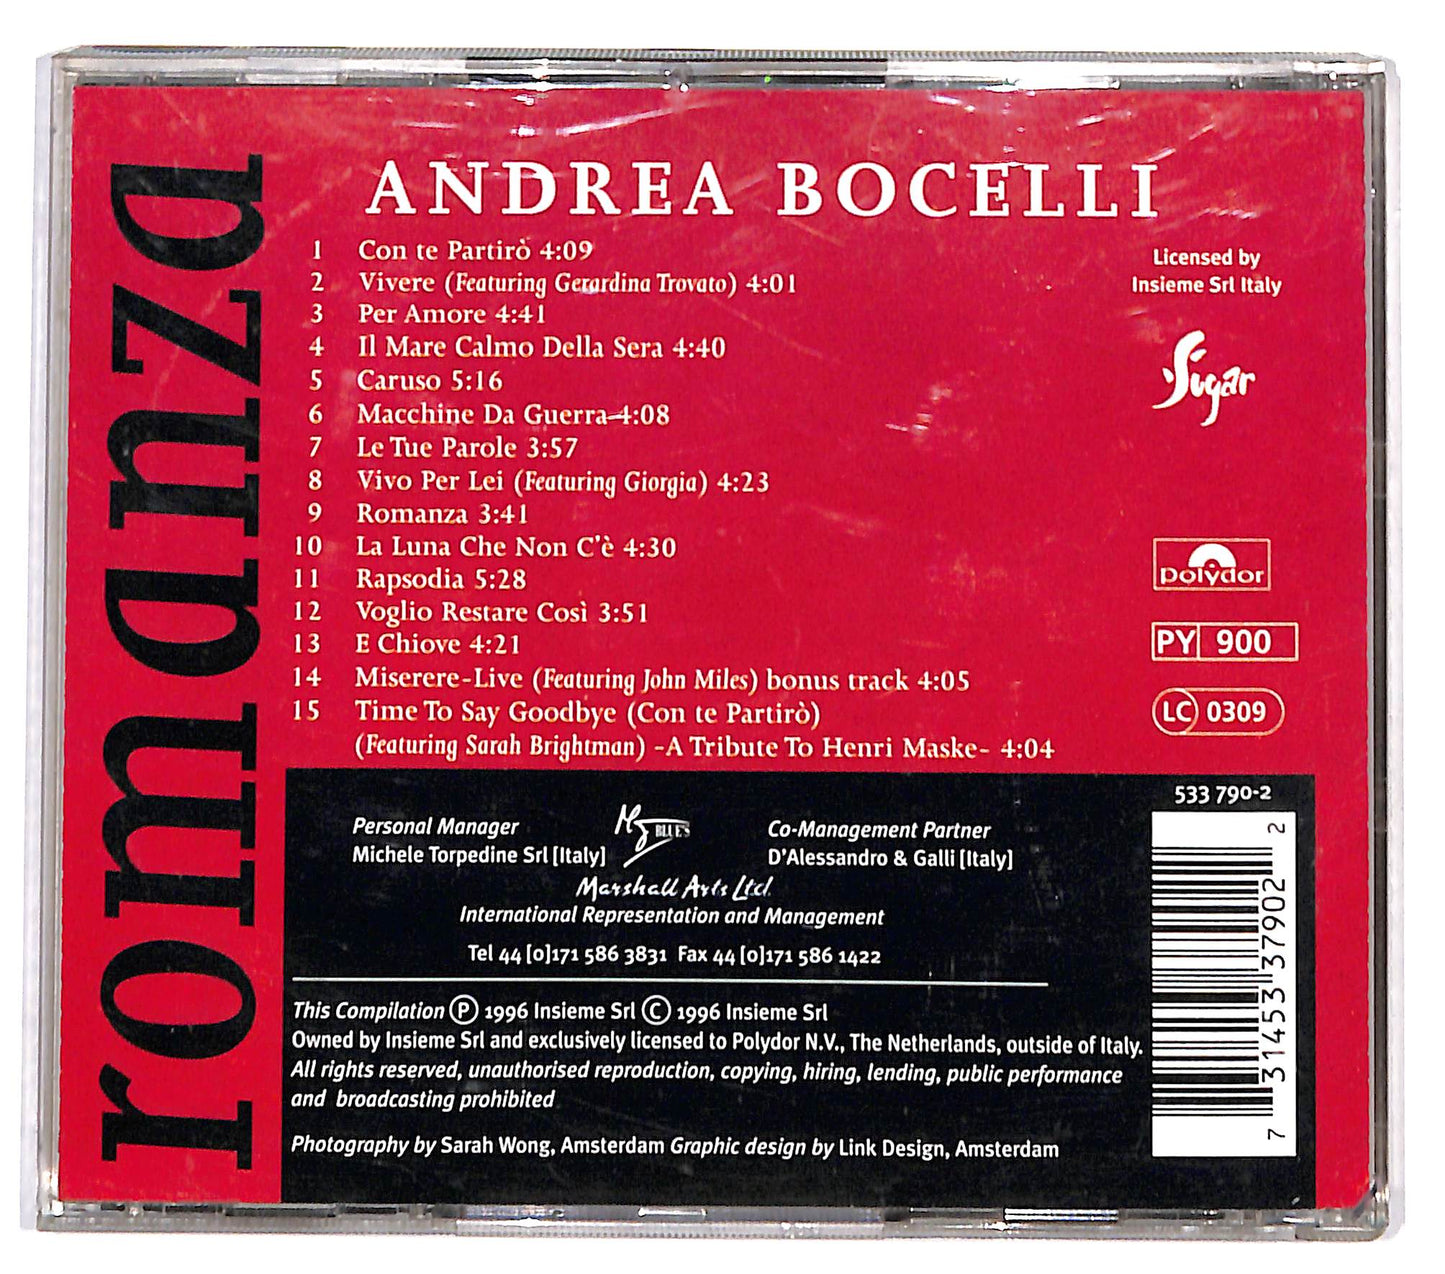 romanza
ANDREA BOCELLI
1 Con te Partirò 4:09
2 Vivere (Featuring Gerardina Trovato) 4:01
3 Per Amore 4:41
4 Il Mare Calmo Della Sera 4:40
5 Caruso 5:16
6 Macchine Da Guerra 4:08
7 Le Tue Parole 3:57
8 Vivo Per Lei (Featuring Giorgia) 4:23
9 Romanza 3:41
10 La Luna Che Non C'è 4:30
11 Rapsodia 5:28
12 Voglio Restare Così 3:51
13 E Chiove 4:21
14 Miserere-Live (Featuring John Miles) bonus track 4:05
15 Time To Say Goodbye (Con te Partirò)
(Featuring Sarah Brightman) -A Tribute To Henri Maske- 4:04
Licensed by
Insieme Srl Italy
Sugar
polydor
PY 900
LC 0309
533 790-2
7 31453 37902 2
Personal Manager
Michele Torpedine Srl [Italy]
BLUE'S
Co-Management Partner
D'Alessandro & Galli [Italy]
Marshall Arts Ltd.
International Representation and Management
Tel 44 [0]171 586 3831 Fax 44 [0]171 586 1422
This Compilation Ⓟ 1996 Insieme Srl © 1996 Insieme Srl
Owned by Insieme Srl and exclusively licensed to Polydor N.V., The Netherlands, outside of Italy.
All rights reserved, unauthorised reproduction, copying, hiring, lending, public performance
and broadcasting prohibited
Photography by Sarah Wong, Amsterdam Graphic design by Link Design, Amsterdam